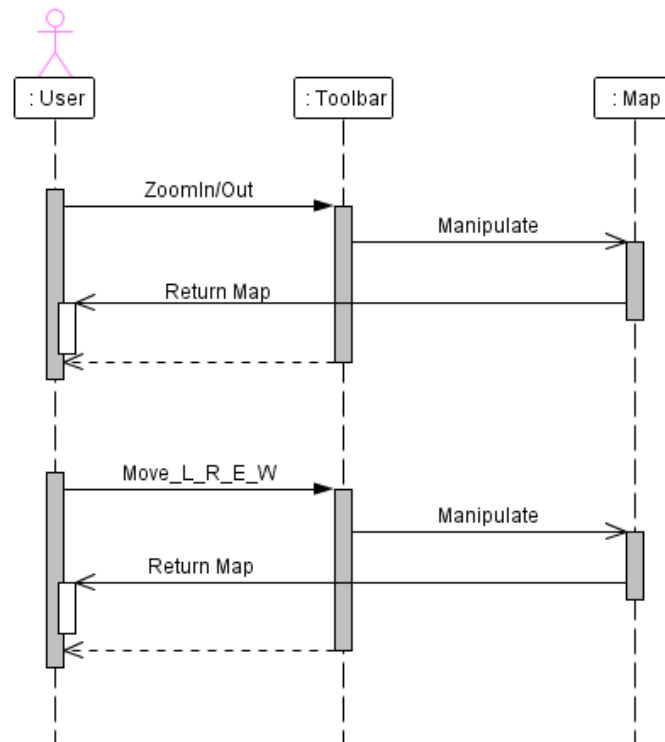 : User
: Toolbar
: Map
ZoomIn/Out
Manipulate
Return Map
Move_L_R_E_W
Manipulate
Return Map